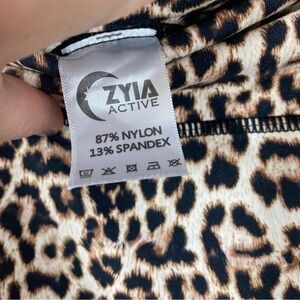 ZYIA
ACTIVE
87% NYLON
13% SPANDEX